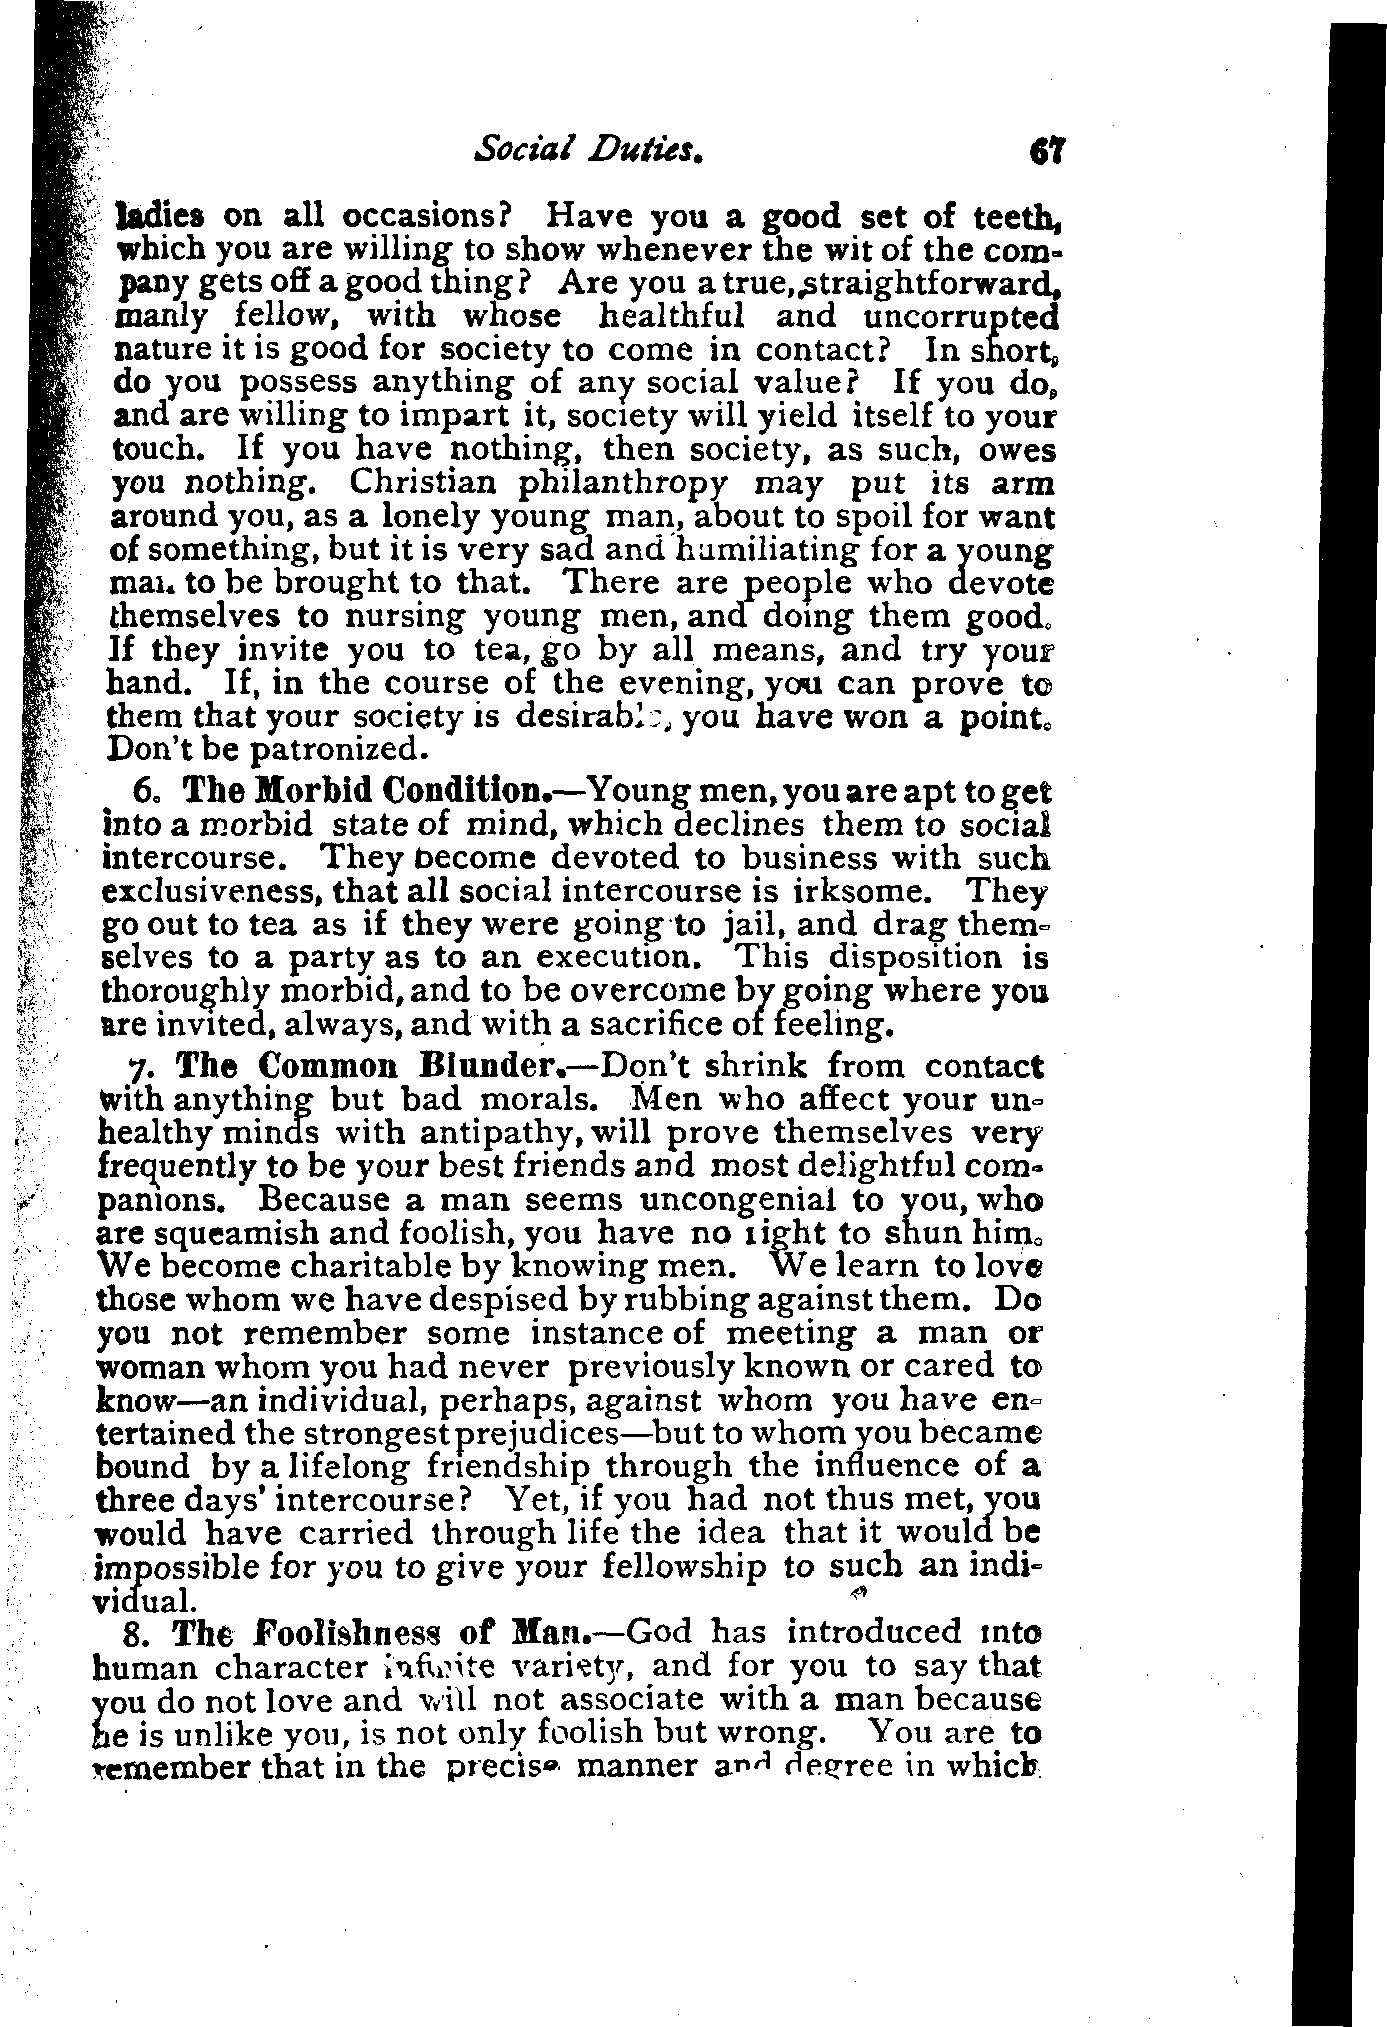 Social Duties. 67
ladies on all occasions? Have you a good set of teeth,
which you are willing to show whenever the wit of the com-
pany gets off a good thing? Are you a true, straightforward,
manly fellow, with whose healthful and uncorrupted
nature it is good for society to come in contact? In short,
do you possess anything of any social value? If you do,
and are willing to impart it, society will yield itself to your
touch. If you have nothing, then society, as such, owes
you nothing. Christian philanthropy may put its arm
around you, as a lonely young man, about to spoil for want
of something, but it is very sad and humiliating for a young
man to be brought to that. There are people who devote
themselves to nursing young men, and doing them good.
If they invite you to tea, go by all means, and try your
hand. If, in the course of the evening, you can prove to
them that your society is desirable, you have won a point.
Don't be patronized.
6. The Morbid Condition.—Young men, you are apt to get
into a morbid state of mind, which declines them to social
intercourse. They become devoted to business with such
exclusiveness, that all social intercourse is irksome. They
go out to tea as if they were going to jail, and drag them-
selves to a party as to an execution. This disposition is
thoroughly morbid, and to be overcome by going where you
are invited, always, and with a sacrifice of feeling.
7. The Common Blunder.—Don't shrink from contact
with anything but bad morals. Men who affect your un-
healthy minds with antipathy, will prove themselves very
frequently to be your best friends and most delightful com-
panions. Because a man seems uncongenial to you, who
are squeamish and foolish, you have no right to shun him.
We become charitable by knowing men. We learn to love
those whom we have despised by rubbing against them. Do
you not remember some instance of meeting a man or
woman whom you had never previously known or cared to
know—an individual, perhaps, against whom you have en-
tertained the strongest prejudices—but to whom you became
bound by a lifelong friendship through the influence of a
three days' intercourse? Yet, if you had not thus met, you
would have carried through life the idea that it would be
impossible for you to give your fellowship to such an indi-
vidual.
8. The Foolishness of Man.—God has introduced into
human character infinite variety, and for you to say that
you do not love and will not associate with a man because
he is unlike you, is not only foolish but wrong. You are to
remember that in the precise manner and degree in which